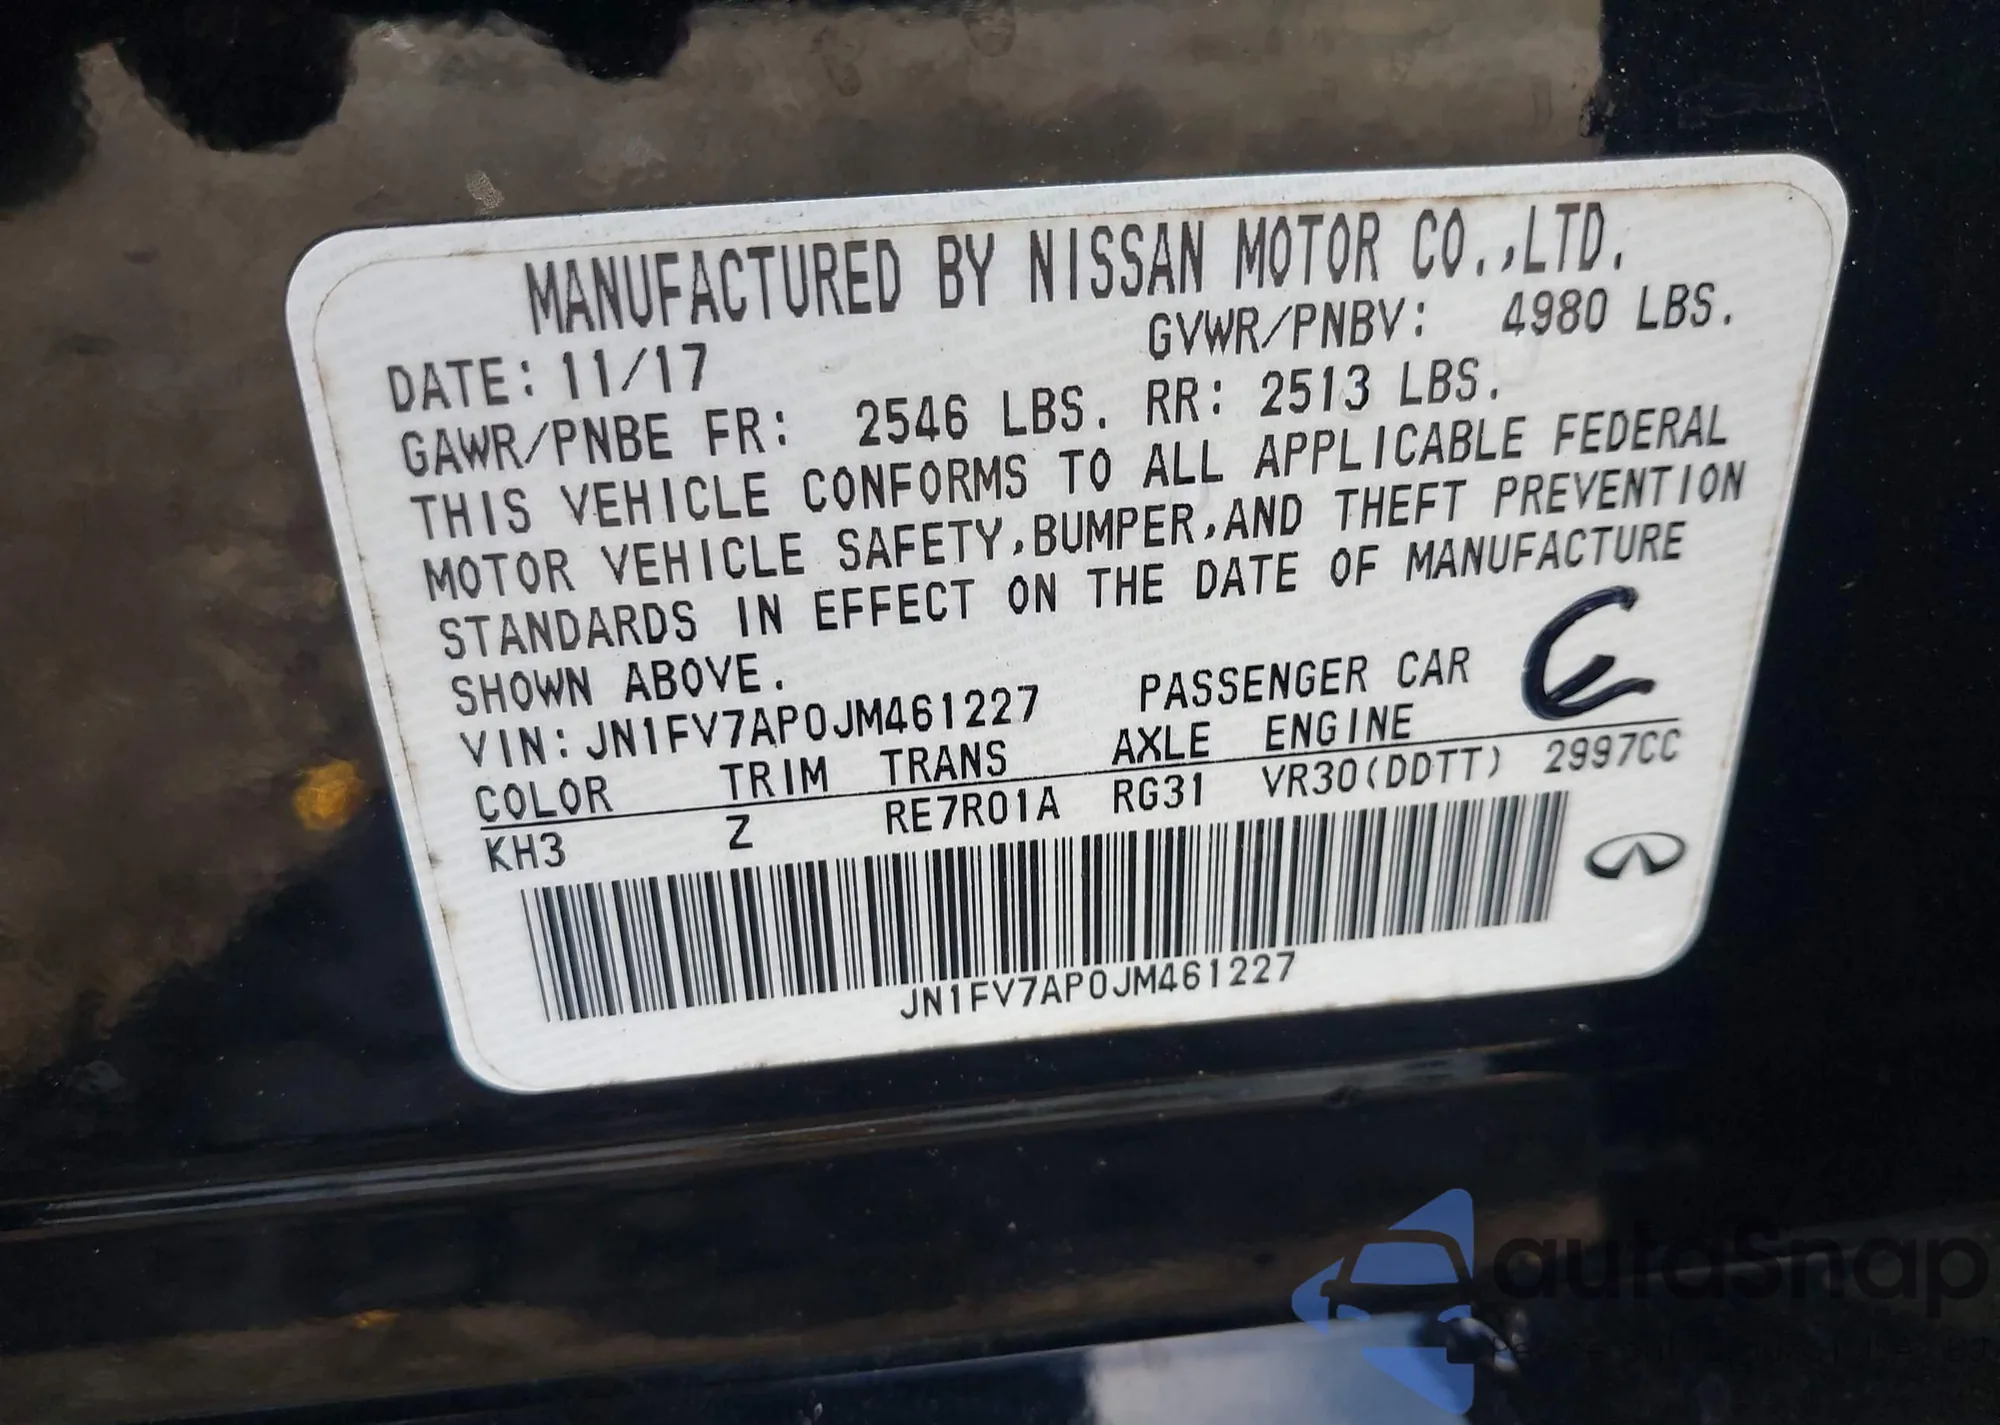 MANUFACTURED BY NISSAN MOTOR CO.,LTD.
DATE: 11/17 GVWR/PNBV: 4980 LBS.
GAWR/PNBE FR: 2546 LBS. RR: 2513 LBS.
THIS VEHICLE CONFORMS TO ALL APPLICABLE FEDERAL
MOTOR VEHICLE SAFETY,BUMPER,AND THEFT PREVENTION
STANDARDS IN EFFECT ON THE DATE OF MANUFACTURE
SHOWN ABOVE.
VIN: JN1FV7AP0JM461227 PASSENGER CAR
COLOR TRIM TRANS AXLE ENGINE
KH3 Z RE7R01A RG31 VR30(DDTT) 2997CC
JN1FV7AP0JM461227
autoSnap